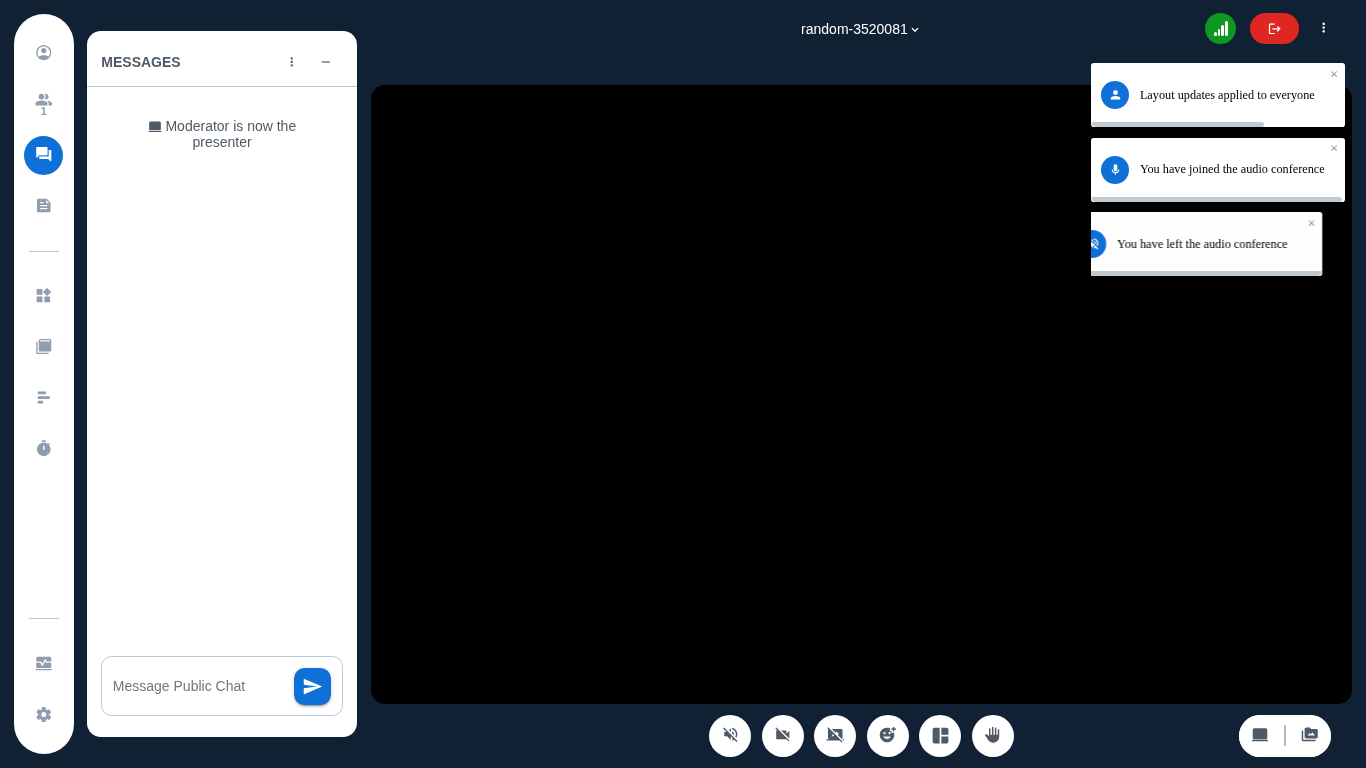 random-3520081
MESSAGES
1
Moderator is now the
presenter
Layout updates applied to everyone
You have joined the audio conference
You have left the audio conference
Message Public Chat